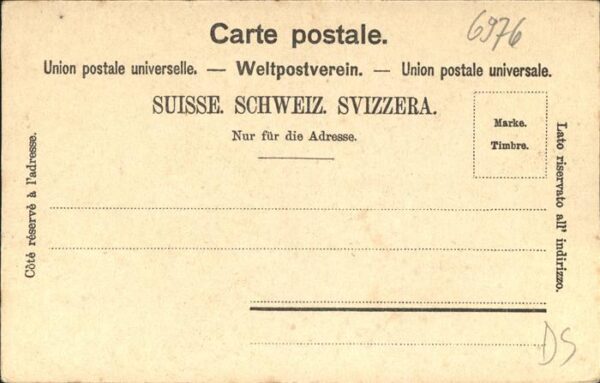 6976
Carte postale.
Union postale universelle. — Weltpostverein. — Union postale universale.
SUISSE. SCHWEIZ. SVIZZERA.
Nur für die Adresse.
Marke.
Timbre.
Côté réservé à l'adresse.
Lato riservato all' indirizzo.
DS